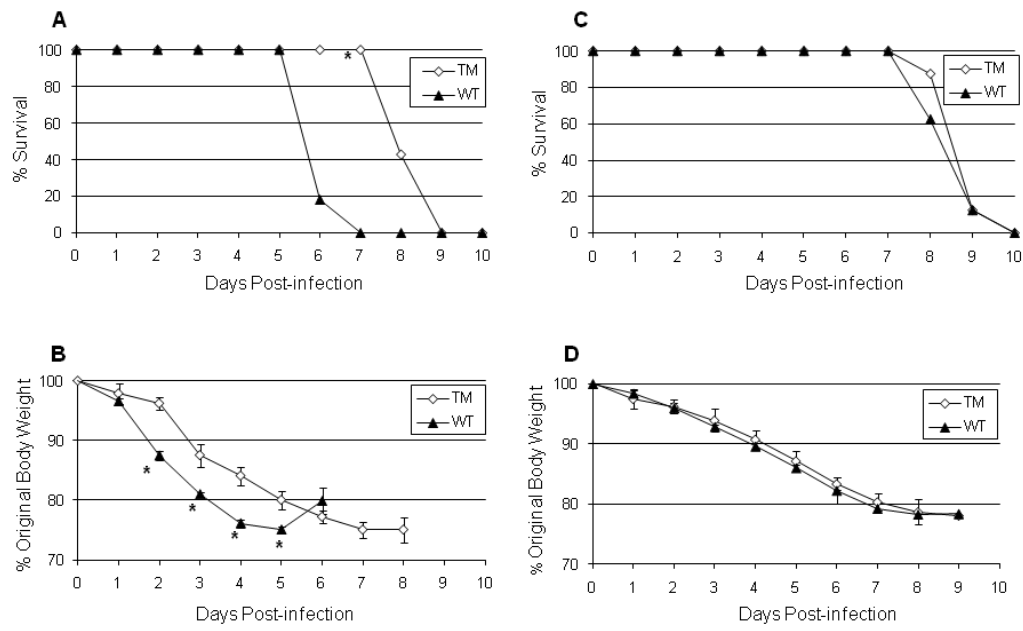 A
% Survival
100
80
60
40
20
0
*
TM
WT
0 1 2 3 4 5 6 7 8 9 10
Days Post-infection
C
% Survival
100
80
60
40
20
0
TM
WT
0 1 2 3 4 5 6 7 8 9 10
Days Post-infection
B
% Original Body Weight
100
90
80
70
TM
WT
* * * *
0 1 2 3 4 5 6 7 8 9 10
Days Post-infection
D
% Original Body Weight
100
90
80
70
TM
WT
0 1 2 3 4 5 6 7 8 9 10
Days Post-infection